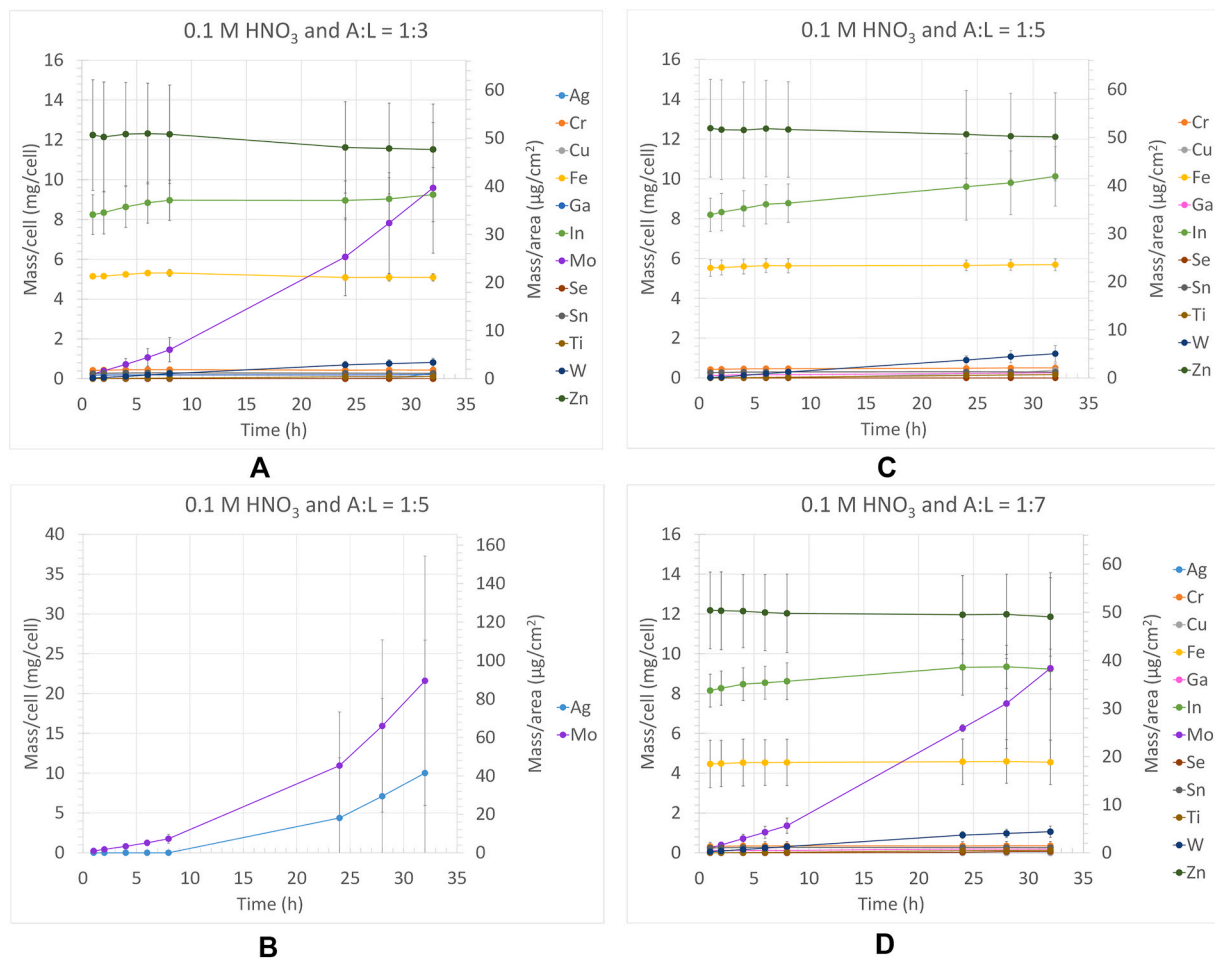 0.1 M HNO₃ and A:L = 1:3
Mass/cell (mg/cell)
16
14
12
10
8
6
4
2
0
60
50
40
30
20
10
0
Mass/area (µg/cm²)
0 5 10 15 20 25 30 35
Time (h)
Ag
Cr
Cu
Fe
Ga
In
Mo
Se
Sn
Ti
W
Zn
A
0.1 M HNO₃ and A:L = 1:5
Mass/cell (mg/cell)
16
14
12
10
8
6
4
2
0
60
50
40
30
20
10
0
Mass/area (µg/cm²)
0 5 10 15 20 25 30 35
Time (h)
Cr
Cu
Fe
Ga
In
Se
Sn
Ti
W
Zn
C
0.1 M HNO₃ and A:L = 1:5
Mass/cell (mg/cell)
40
35
30
25
20
15
10
5
0
160
140
120
100
80
60
40
20
0
Mass/area (µg/cm²)
0 5 10 15 20 25 30 35
Time (h)
Ag
Mo
B
0.1 M HNO₃ and A:L = 1:7
Mass/cell (mg/cell)
16
14
12
10
8
6
4
2
0
60
50
40
30
20
10
0
Mass/area (µg/cm²)
0 5 10 15 20 25 30 35
Time (h)
Ag
Cr
Cu
Fe
Ga
In
Mo
Se
Sn
Ti
W
Zn
D